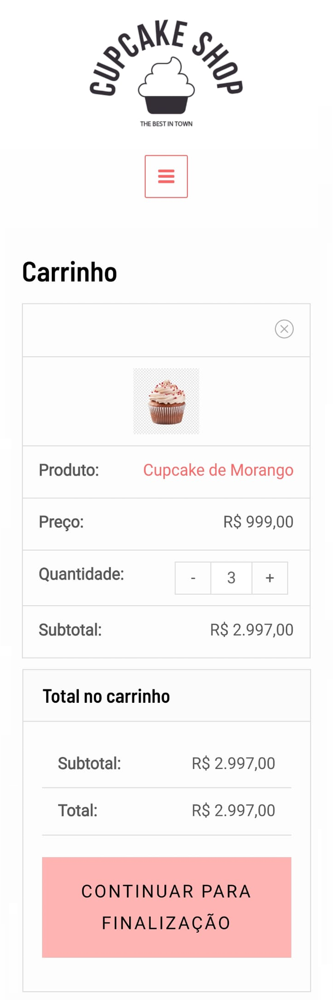 CUPCAKE SHOP
THE BEST IN TOWN
Carrinho
Produto: Cupcake de Morango
Preço: R$ 999,00
Quantidade: - 3 +
Subtotal: R$ 2.997,00
Total no carrinho
Subtotal: R$ 2.997,00
Total: R$ 2.997,00
CONTINUAR PARA
FINALIZAÇÃO